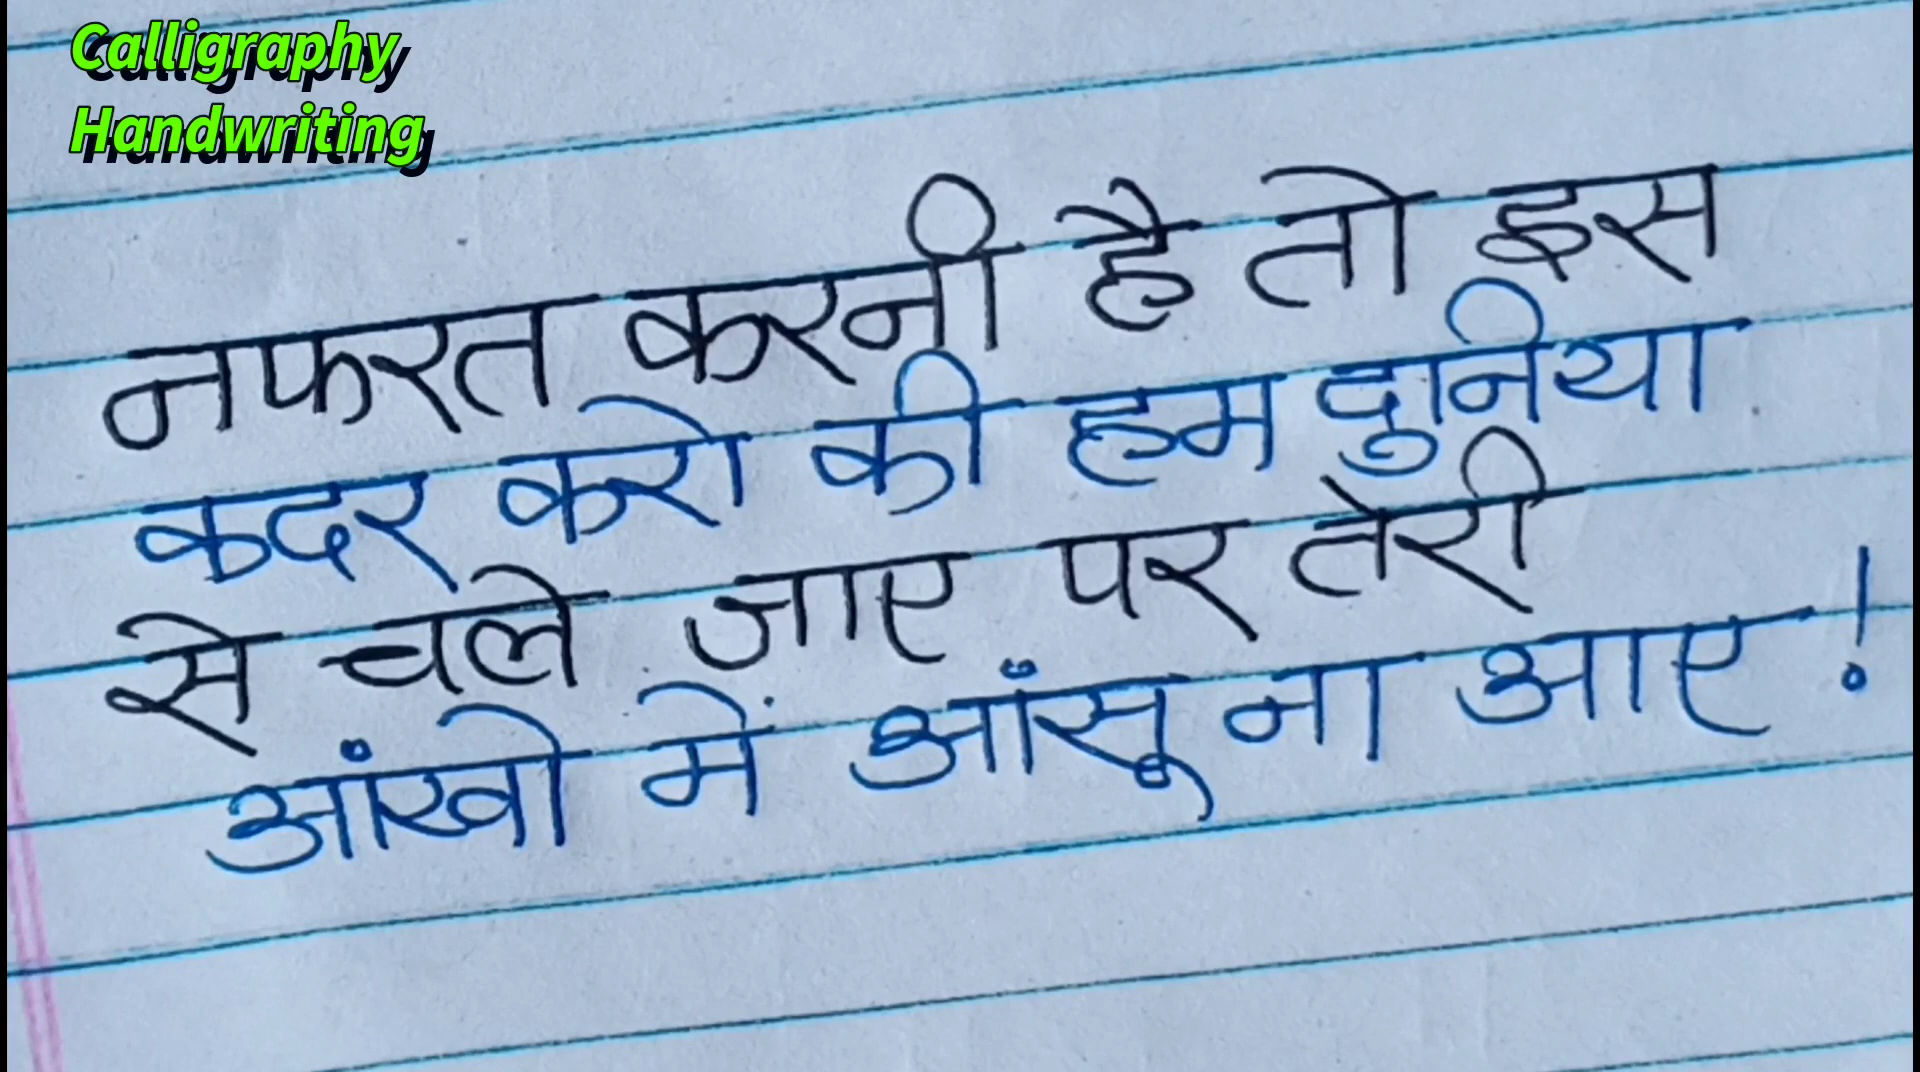 Calligraphy
Handwriting
नफरत करनी है तो इस
कदर करो की हम दुनिया
से चले जाए पर तेरी
आंखो में आँसू ना आए !